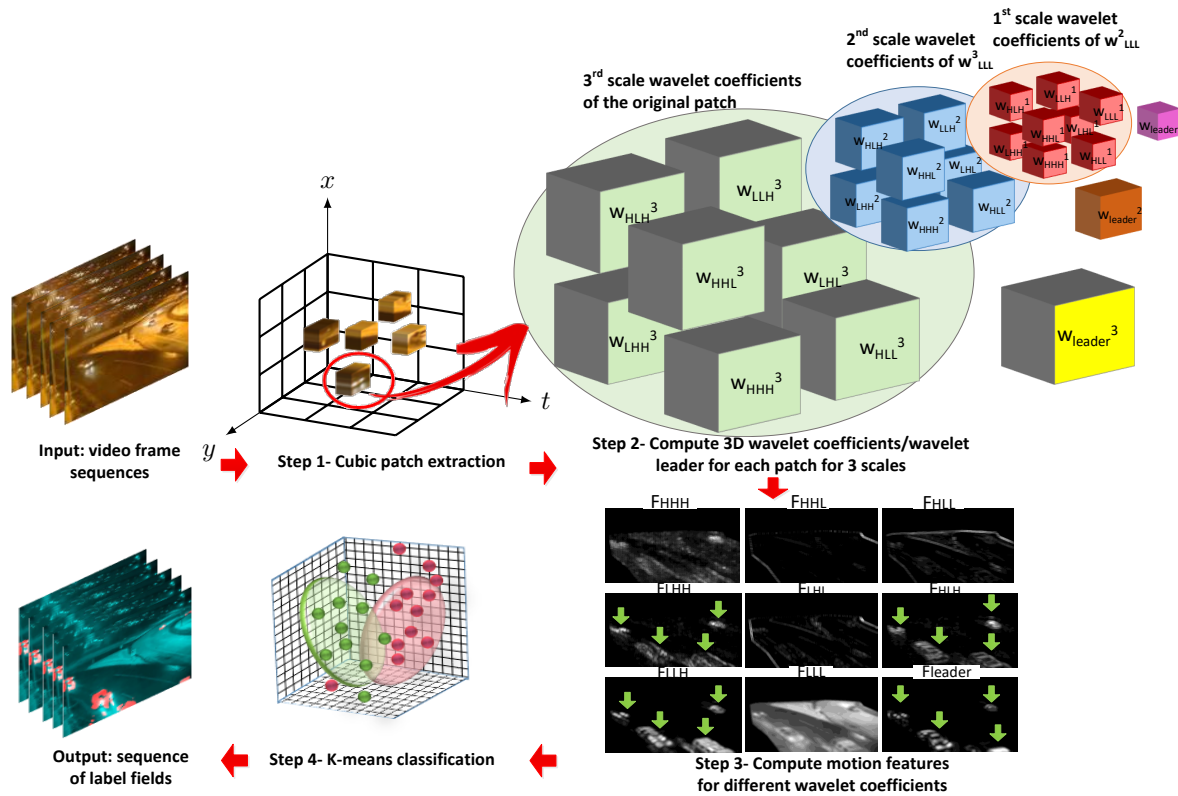 1st scale wavelet
coefficients of w2LLL
2nd scale wavelet
coefficients of w3LLL
3rd scale wavelet coefficients
of the original patch
wHLH1
wLLH1
wLLL1
wHHL1
wLHL1
wLHH1
wHHH1
wHLL1
wleader
wHLH2
wLLH2
wHHL2
wLHL2
wLHH2
wHHH2
wHLL2
wleader2
wHLH3
wLLH3
wHHL3
wLHL3
wLHH3
wHHH3
wHLL3
wleader3
x
t
y
Input: video frame
sequences
Step 1- Cubic patch extraction
Step 2- Compute 3D wavelet coefficients/wavelet
leader for each patch for 3 scales
FHHH
FHHL
FHLL
FLHH
FLHL
FHLH
FLLH
FLLL
Fleader
Step 3- Compute motion features
for different wavelet coefficients
Step 4- K-means classification
Output: sequence
of label fields